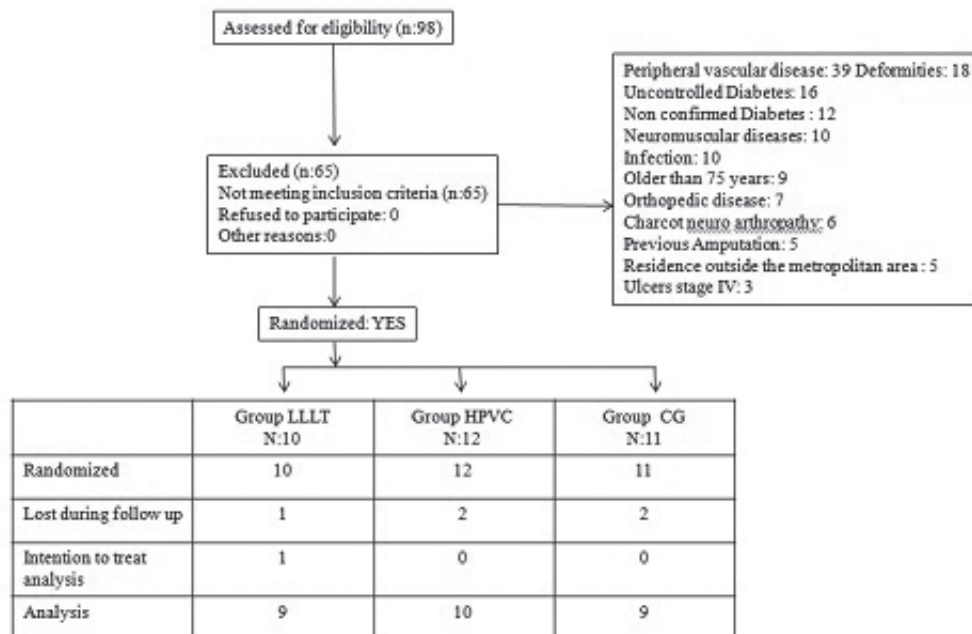 Assessed for eligibility (n:98)
Peripheral vascular disease: 39 Deformities: 18
Uncontrolled Diabetes: 16
Non confirmed Diabetes : 12
Neuromuscular diseases: 10
Infection: 10
Older than 75 years: 9
Orthopedic disease: 7
Charcot neuro arthropathy: 6
Previous Amputation: 5
Residence outside the metropolitan area : 5
Ulcers stage IV: 3
Excluded (n:65)
Not meeting inclusion criteria (n:65)
Refused to participate: 0
Other reasons:0
Randomized: YES
Group LLLT Group HPVC Group CG
N:10 N:12 N:11
Randomized 10 12 11
Lost during follow up 1 2 2
Intention to treat 1 0 0
analysis
Analysis 9 10 9